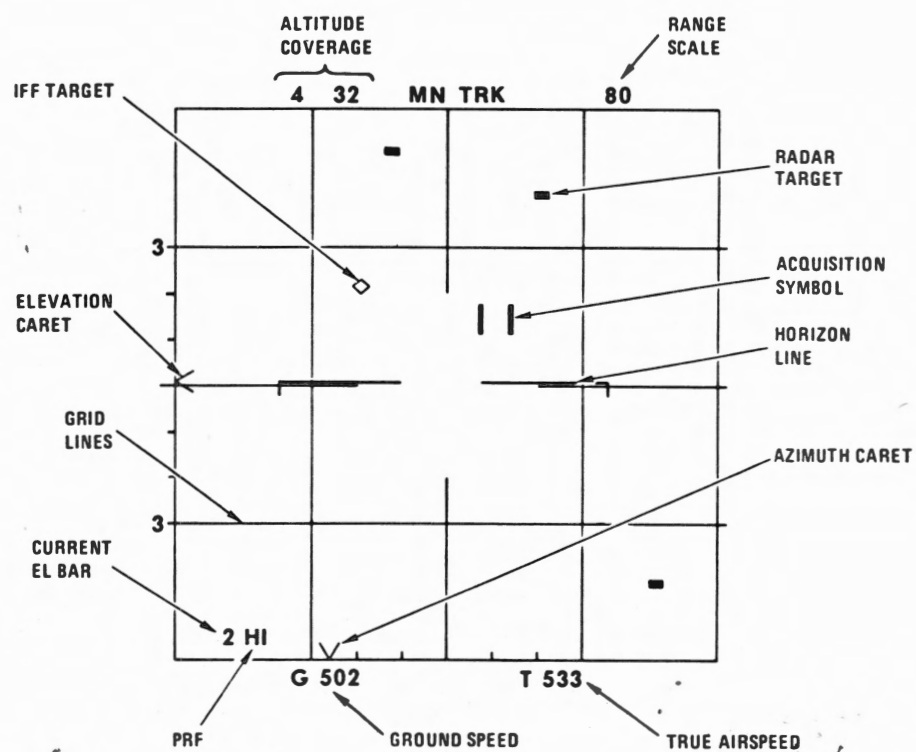 ALTITUDE
COVERAGE
RANGE
SCALE
IFF TARGET
4 32 MN TRK 80
RADAR
TARGET
3
ACQUISITION
SYMBOL
ELEVATION
CARET
HORIZON
LINE
GRID
LINES
AZIMUTH CARET
3
CURRENT
EL BAR
2 HI
G 502 T 533
PRF
GROUND SPEED
TRUE AIRSPEED